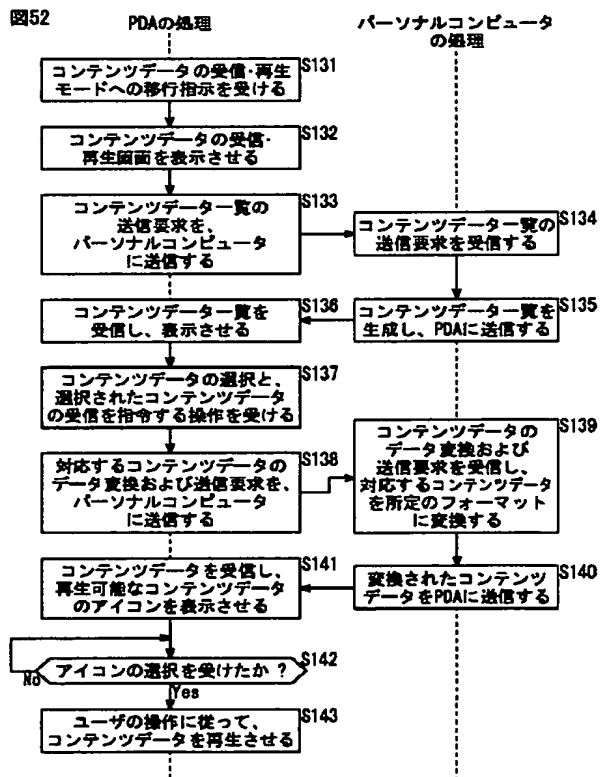 図52
PDAの処理
パーソナルコンピュータ
の処理
S131
コンテンツデータの受信・再生
モードへの移行指示を受ける
S132
コンテンツデータの受信・
再生画面を表示させる
S133
コンテンツデータ一覧の
送信要求を、
パーソナルコンピュータ
に送信する
S134
コンテンツデータ一覧の
送信要求を受信する
S135
コンテンツデータ一覧を
生成し、PDAに送信する
S136
コンテンツデータ一覧を
受信し、表示させる
S137
コンテンツデータの選択と、
選択されたコンテンツデータ
の受信を指令する操作を受ける
S138
対応するコンテンツデータの
データ変換および送信要求を、
パーソナルコンピュータ
に送信する
S139
コンテンツデータの
データ変換および
送信要求を受信し、
対応するコンテンツデータ
を所定のフォーマット
に変換する
S140
変換されたコンテンツ
データをPDAに送信する
S141
コンテンツデータを受信し、
再生可能なコンテンツデータ
のアイコンを表示させる
S142
アイコンの選択を受けたか?
No
Yes
S143
ユーザの操作に従って、
コンテンツデータを再生させる